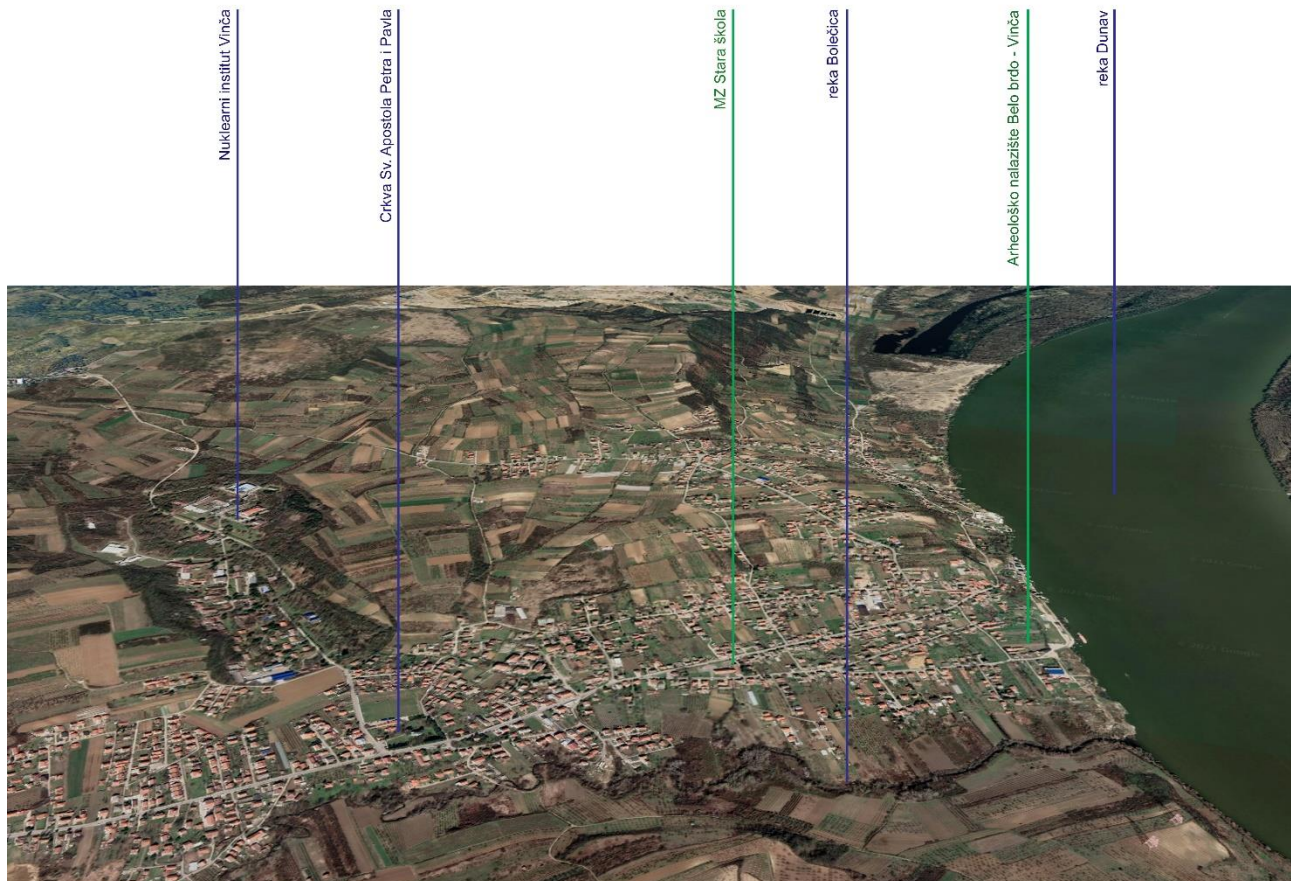 Nuklearni institut Vinča
Crkva Sv. Apostola Petra i Pavla
MZ Stara škola
reka Bolečica
Arheološko nalazište Belo brdo - Vinča
reka Dunav